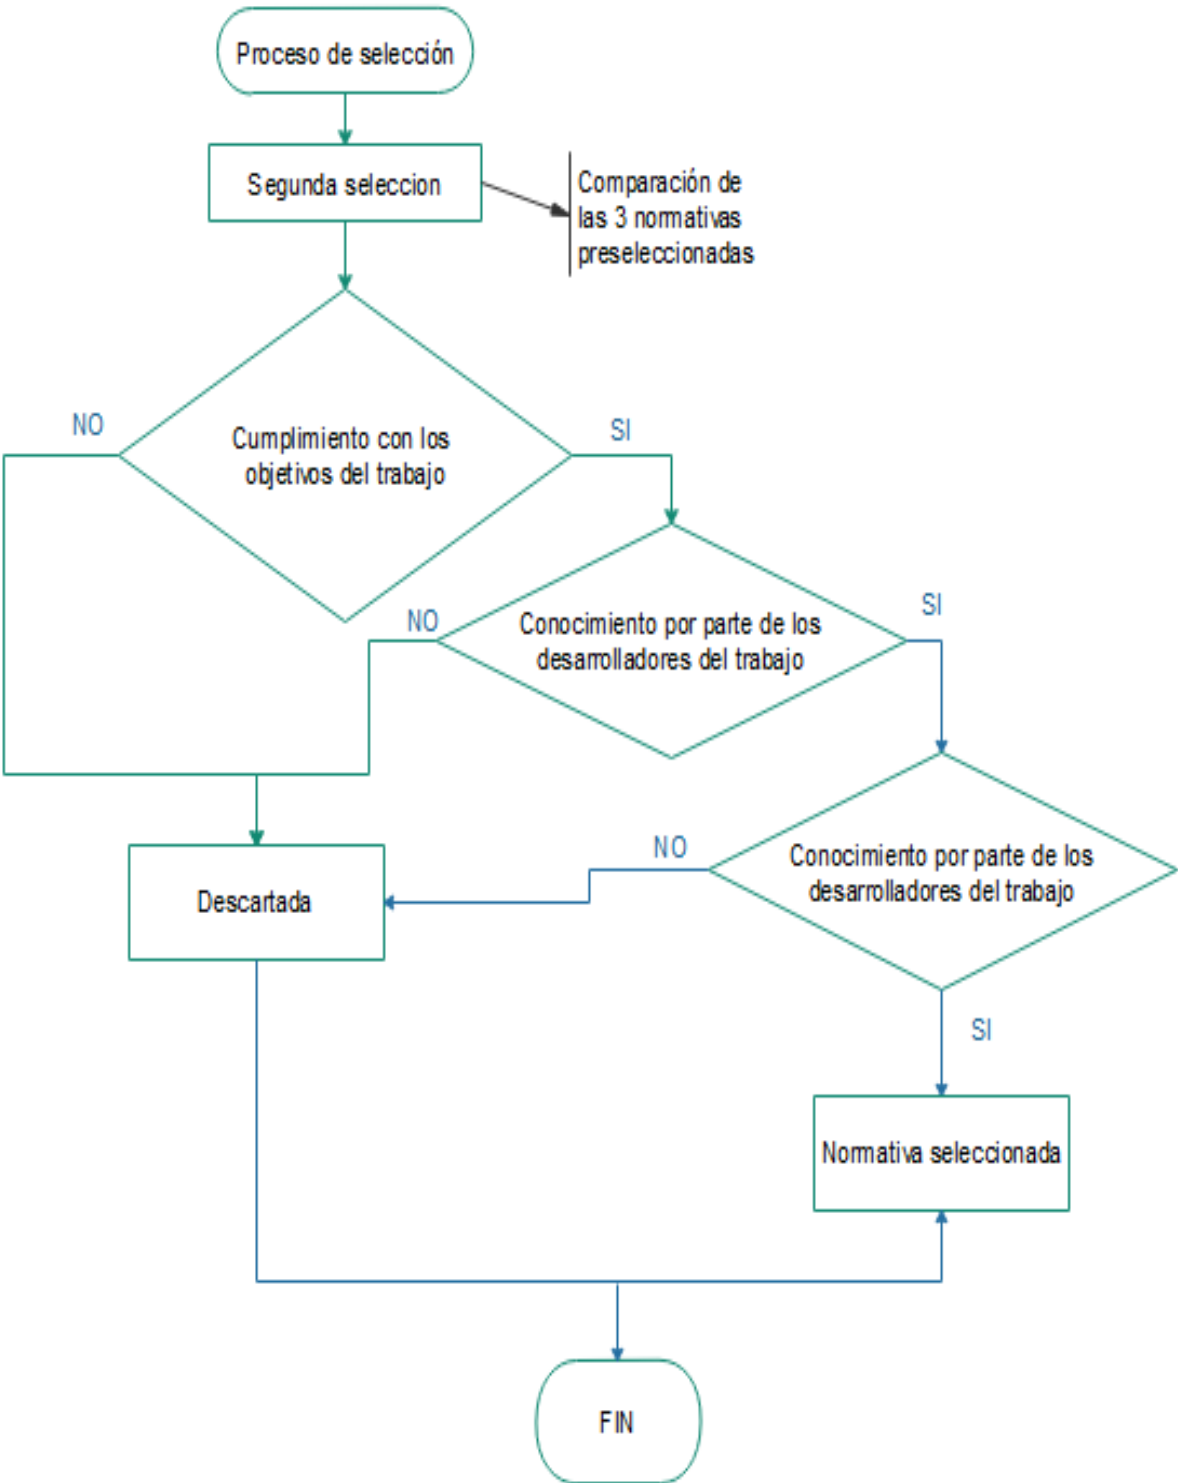 Proceso de selección
Segunda seleccion
Comparación de
las 3 normativas
preseleccionadas
NO
Cumplimiento con los
objetivos del trabajo
SI
NO
Conocimiento por parte de los
desarrolladores del trabajo
SI
NO
Conocimiento por parte de los
desarrolladores del trabajo
Descartada
SI
Normativa seleccionada
FIN